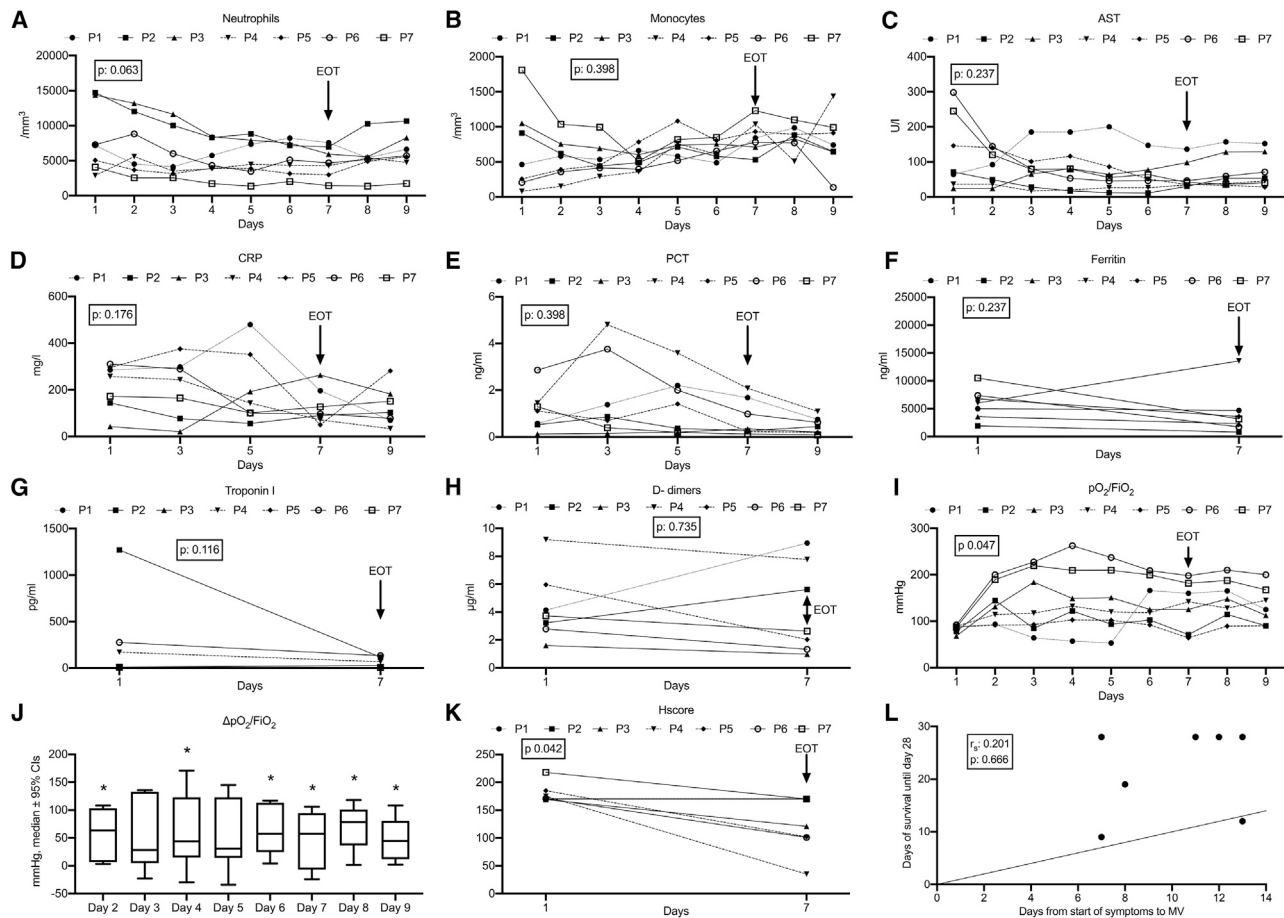 A
Neutrophils
P1 P2 P3 P4 P5 P6 P7
p: 0.063
EOT
/mm³
20000
15000
10000
5000
0
1 2 3 4 5 6 7 8 9
Days
B
Monocytes
P1 P2 P3 P4 P5 P6 P7
p: 0.398
EOT
/mm³
2000
1500
1000
500
0
1 2 3 4 5 6 7 8 9
Days
C
AST
P1 P2 P3 P4 P5 P6 P7
p: 0.237
EOT
U/l
400
300
200
100
0
1 2 3 4 5 6 7 8 9
Days
D
CRP
P1 P2 P3 P4 P5 P6 P7
p: 0.176
EOT
mg/l
600
400
200
0
1 3 5 7 9
Days
E
PCT
P1 P2 P3 P4 P5 P6 P7
p: 0.398
EOT
ng/ml
6
4
2
0
1 3 5 7 9
Days
F
Ferritin
P1 P2 P3 P4 P5 P6 P7
p: 0.237
EOT
ng/ml
25000
20000
15000
10000
5000
0
1 7
Days
G
Troponin I
P1 P2 P3 P4 P5 P6 P7
p: 0.116
EOT
pg/ml
1500
1000
500
0
1 7
Days
H
D- dimers
P1 P2 P3 P4 P5 P6 P7
p: 0.735
EOT
µg/ml
10
8
6
4
2
0
1 7
Days
I
pO₂/FiO₂
P1 P2 P3 P4 P5 P6 P7
p 0.047
EOT
mmHg
300
200
100
0
1 2 3 4 5 6 7 8 9
Days
J
ΔpO₂/FiO₂
mmHg, median ± 95% CIs
200
150
100
50
0
-50
* * * * * *
Day 2 Day 3 Day 4 Day 5 Day 6 Day 7 Day 8 Day 9
K
Hscore
P1 P2 P3 P4 P5 P6 P7
p 0.042
EOT
250
200
150
100
50
0
1 7
Days
L
rₛ: 0.201
p: 0.666
Days of survival until day 28
30
20
10
0
0 2 4 6 8 10 12 14
Days from start of symptoms to MV